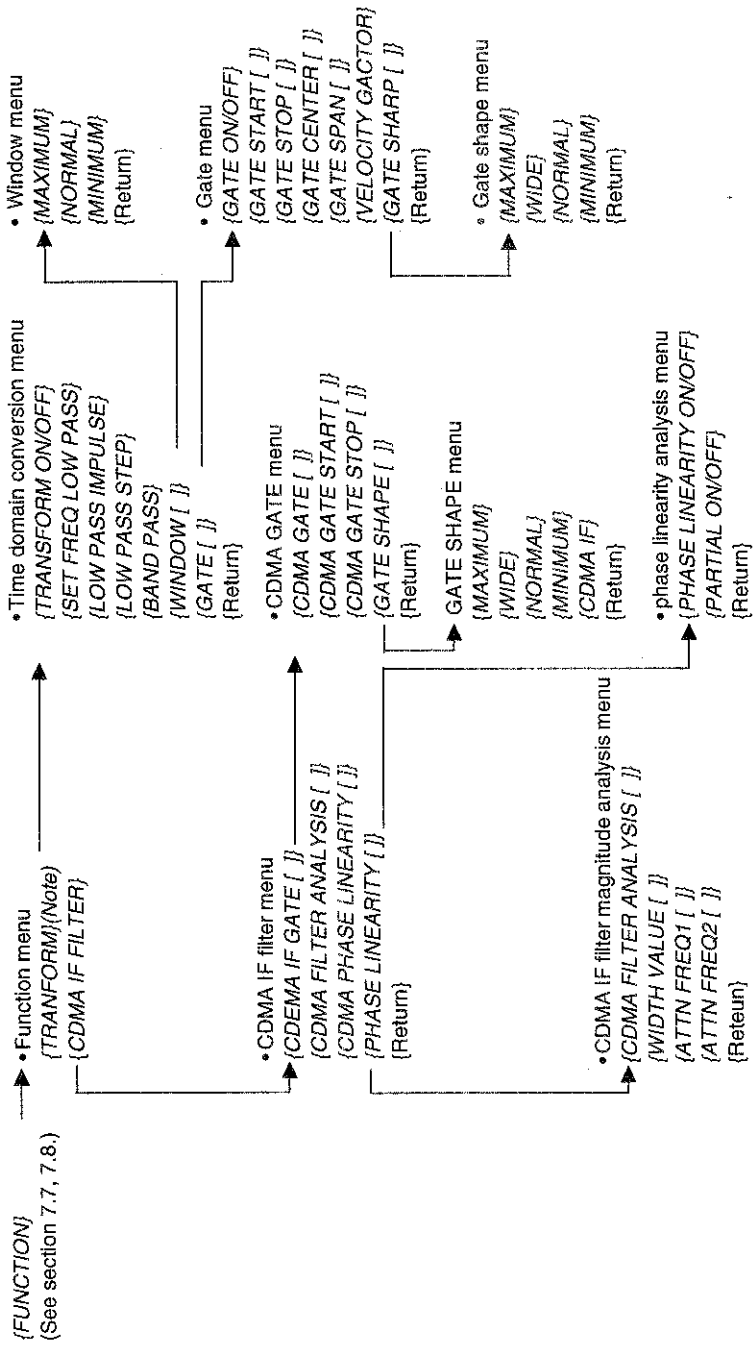 {FUNCTION}
(See section 7.7, 7.8.)
• Function menu
{TRANFORM}(Note)
{CDMA IF FILTER}
• Time domain conversion menu
{TRANSFORM ON/OFF}
{SET FREQ LOW PASS}
{LOW PASS IMPULSE}
{LOW PASS STEP}
{BAND PASS}
{WINDOW [ ]}
{GATE [ ]}
{Return}
• Window menu
{MAXIMUM}
{NORMAL}
{MINIMUM}
{Return}
• Gate menu
{GATE ON/OFF}
{GATE START [ ]}
{GATE STOP [ ]}
{GATE CENTER [ ]}
{GATE SPAN [ ]}
{VELOCITY GACTOR}
{GATE SHARP [ ]}
{Return}
• Gate shape menu
{MAXIMUM}
{WIDE}
{NORMAL}
{MINIMUM}
{Return}
• CDMA IF filter menu
{CDEMA IF GATE [ ]}
{CDMA FILTER ANALYSIS [ ]}
{CDMA PHASE LINEARITY [ ]}
{PHASE LINEARITY [ ]}
{Return}
• CDMA GATE menu
{CDMA GATE [ ]}
{CDMA GATE START [ ]}
{CDMA GATE STOP [ ]}
{GATE SHAPE [ ]}
{Return}
GATE SHAPE menu
{MAXIMUM}
{WIDE}
{NORMAL}
{MINIMUM}
{CDMA IF}
{Return}
• CDMA IF filter magnitude analysis menu
{CDMA FILTER ANALYSIS [ ]}
{WIDTH VALUE [ ]}
{ATTN FREQ1 [ ]}
{ATTN FREQ2 [ ]}
{Reteun}
• phase linearity analysis menu
{PHASE LINEARITY ON/OFF}
{PARTIAL ON/OFF}
{Return}